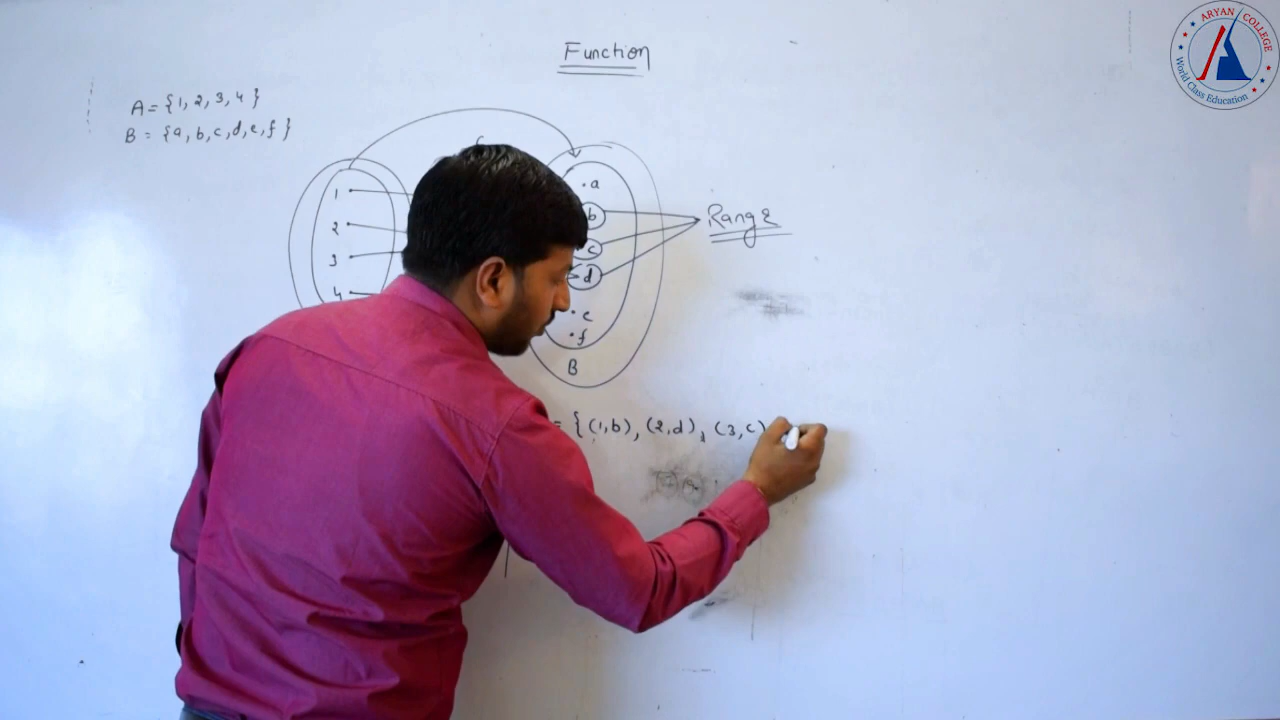 Function
A = {1, 2, 3, 4}
B = {a, b, c, d, e, f}
1
2
3
4
a
b
c
d
e
f
B
Range
= {(1,b), (2,d), (3,c)
ARYAN COLLEGE
World Class Education